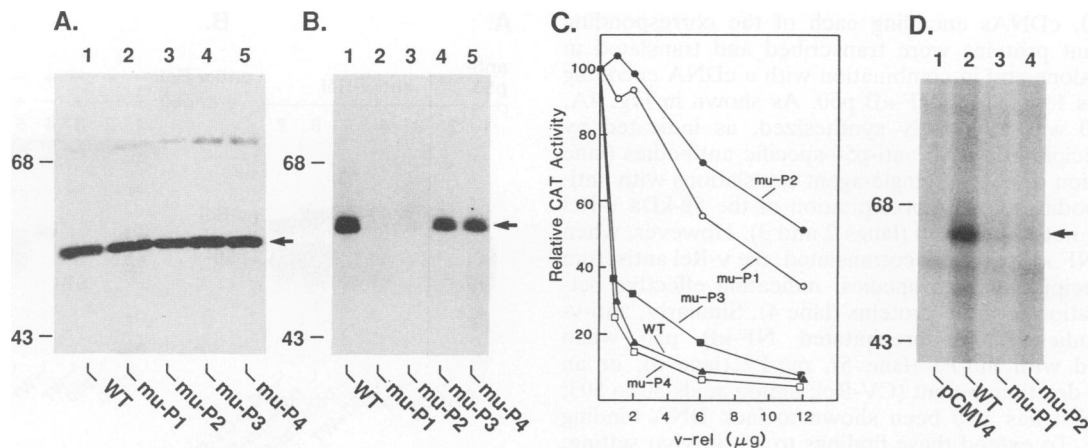 A.
1 2 3 4 5
68
43
WT
mu-P1
mu-P2
mu-P3
mu-P4
B.
1 2 3 4 5
68
43
WT
mu-P1
mu-P2
mu-P3
mu-P4
C.
Relative CAT Activity
100
80
60
40
20
0 2 4 6 8 10 12
v-rel (μg)
mu-P2
mu-P1
mu-P3
WT
mu-P4
D.
1 2 3 4
68
43
pCMV4
WT
mu-P1
mu-P2